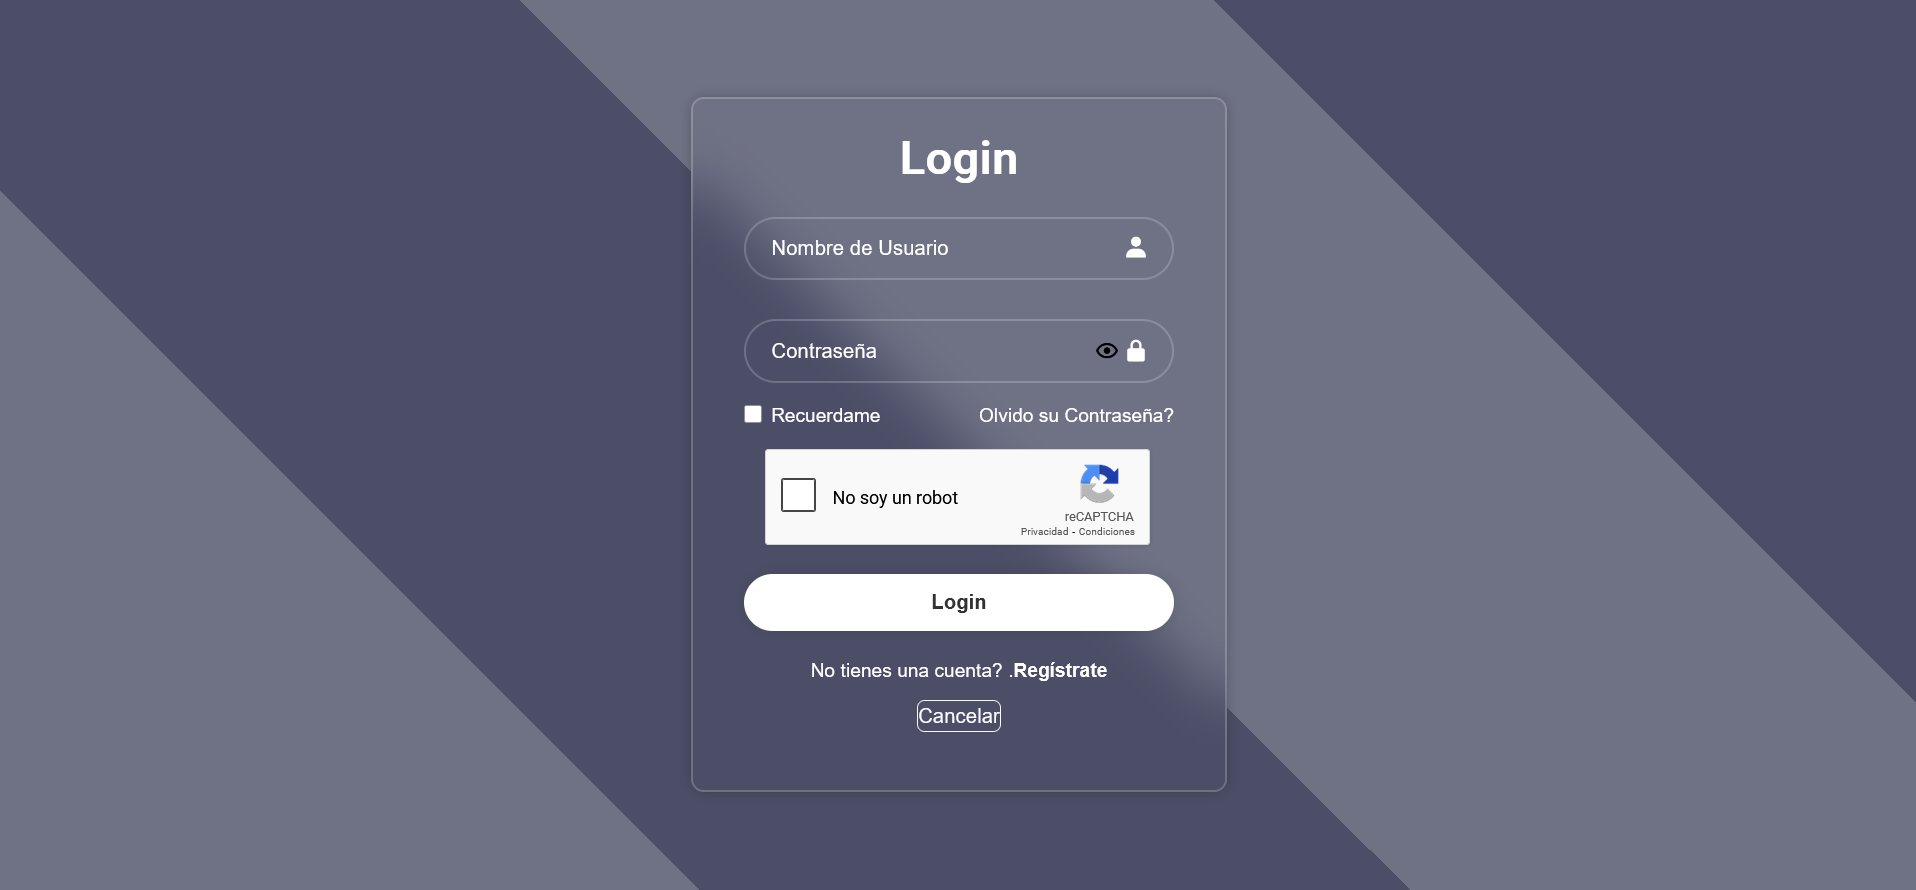 Login
Nombre de Usuario
Contraseña
Recuerdame Olvido su Contraseña?
No soy un robot
reCAPTCHA
Privacidad - Condiciones
Login
No tienes una cuenta? .Regístrate
Cancelar